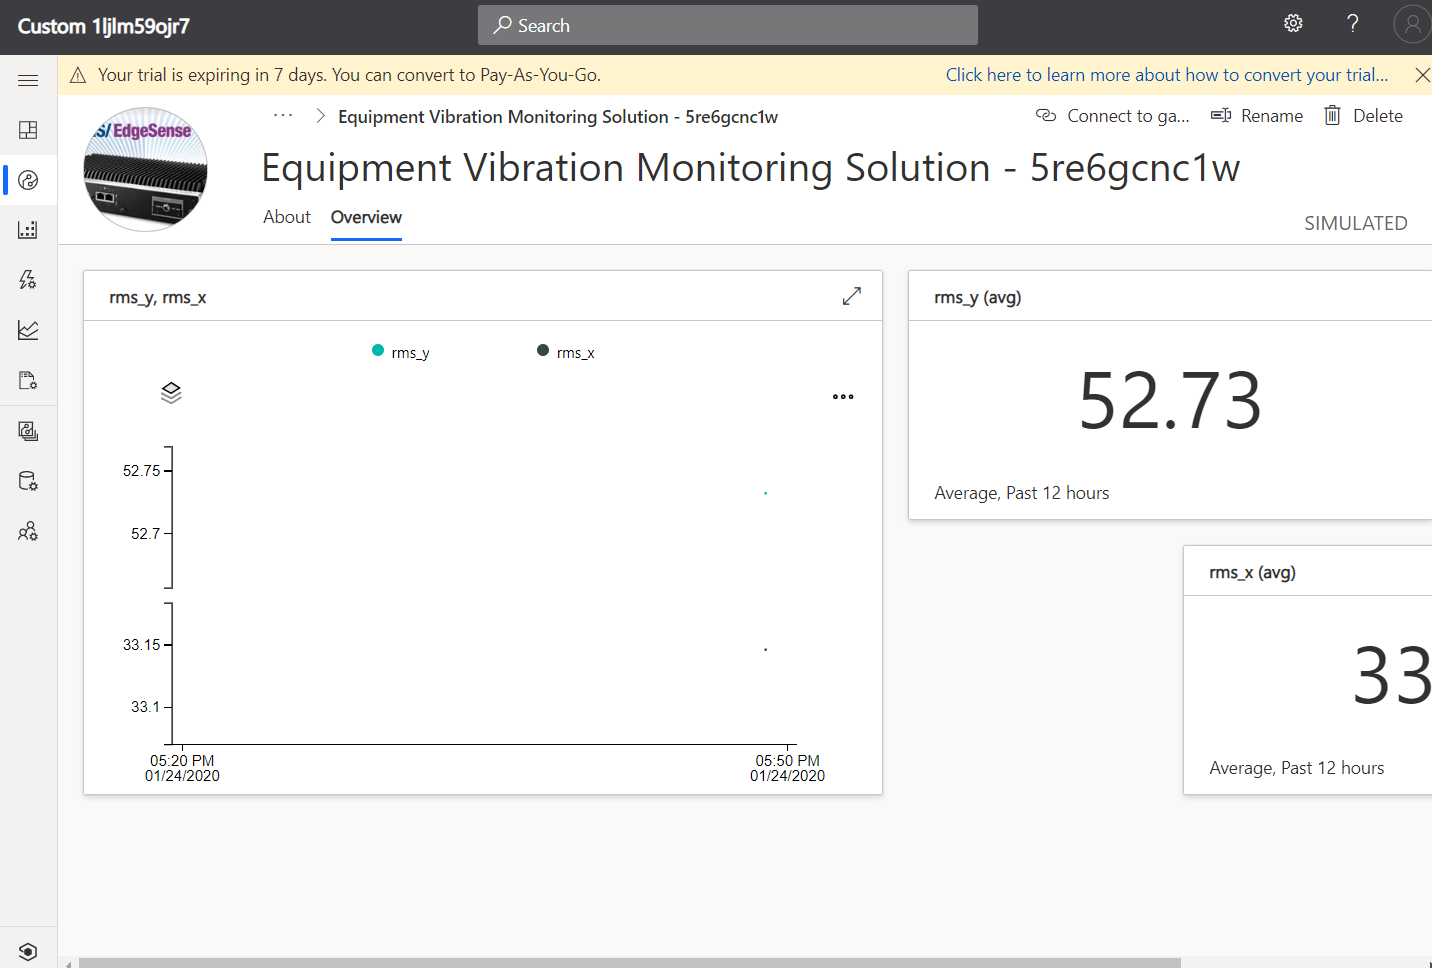 Custom 1ljlm59ojr7
Search
?
Your trial is expiring in 7 days. You can convert to Pay-As-You-Go.
Click here to learn more about how to convert your trial...
S/ EdgeSense
... > Equipment Vibration Monitoring Solution - 5re6gcnc1w
Connect to ga...
Rename
Delete
Equipment Vibration Monitoring Solution - 5re6gcnc1w
About
Overview
SIMULATED
rms_y, rms_x
rms_y
rms_x
52.75
52.7
33.15
33.1
05:20 PM
01/24/2020
05:50 PM
01/24/2020
rms_y (avg)
52.73
Average, Past 12 hours
rms_x (avg)
33
Average, Past 12 hours